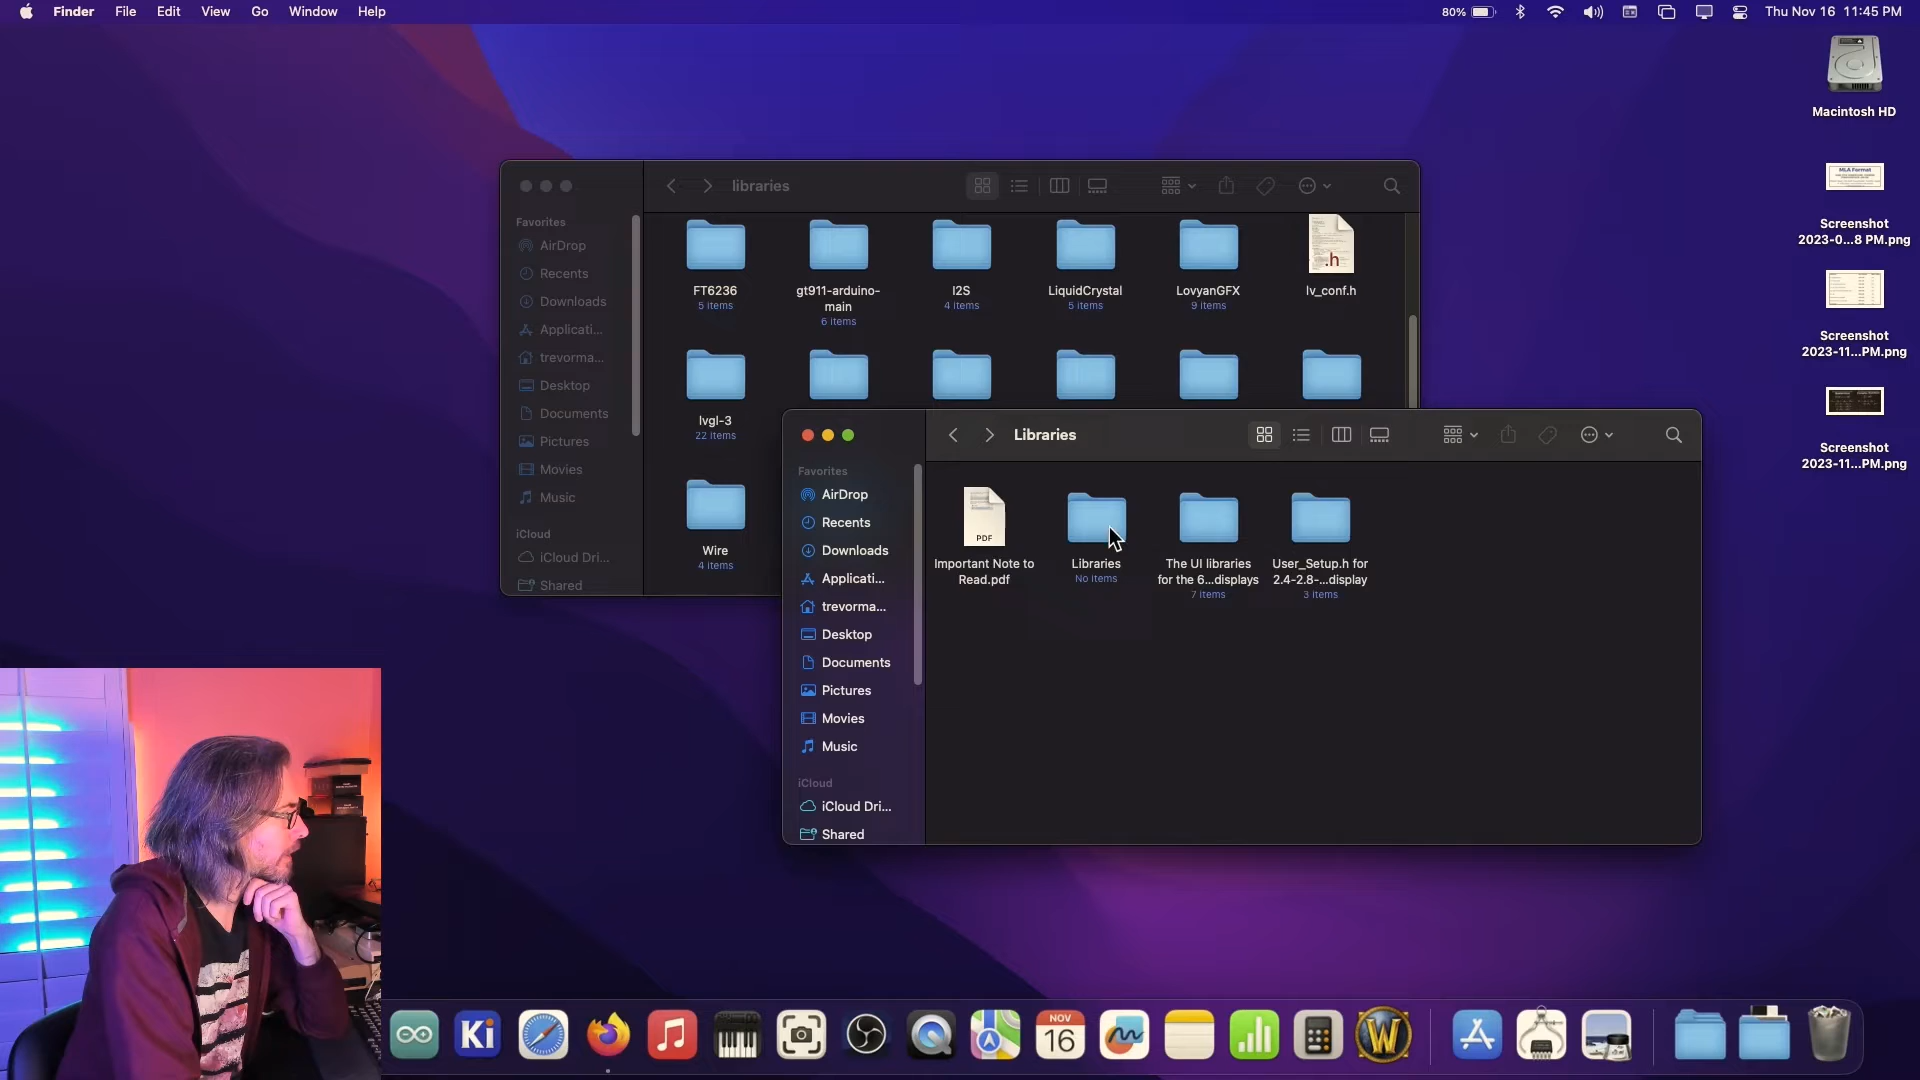 Finder File Edit View Go Window Help
80%
Thu Nov 16 11:45 PM
Macintosh HD
MLA Format
Screenshot
2023-0...8 PM.png
Screenshot
2023-11...PM.png
Screenshot
2023-11...PM.png
libraries
Favorites
AirDrop
Recents
Downloads
Applicati...
trevorma...
Desktop
Documents
Pictures
Movies
Music
iCloud
iCloud Dri...
Shared
FT6236
5 items
gt911-arduino-
main
6 items
I2S
4 items
LiquidCrystal
5 items
LovyanGFX
9 items
.h
lv_conf.h
lvgl-3
22 items
Wire
4 items
Libraries
Favorites
AirDrop
Recents
Downloads
Applicati...
trevorma...
Desktop
Documents
Pictures
Movies
Music
iCloud
iCloud Dri...
Shared
PDF
Important Note to
Read.pdf
Libraries
No items
The UI libraries
for the 6...displays
7 items
User_Setup.h for
2.4-2.8-...display
3 items
Ki
NOV
16
W